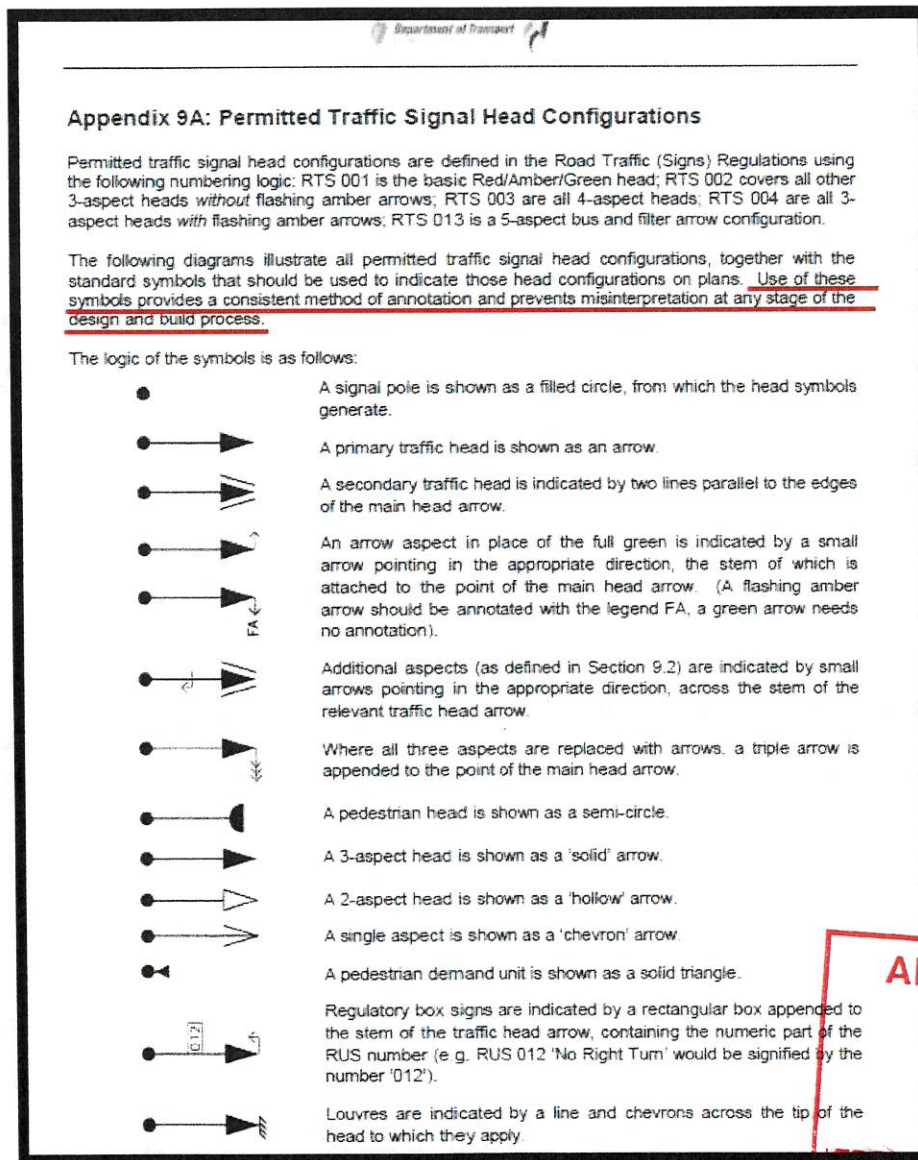 Department of Transport
Appendix 9A: Permitted Traffic Signal Head Configurations
Permitted traffic signal head configurations are defined in the Road Traffic (Signs) Regulations using
the following numbering logic: RTS 001 is the basic Red/Amber/Green head; RTS 002 covers all other
3-aspect heads without flashing amber arrows; RTS 003 are all 4-aspect heads; RTS 004 are all 3-
aspect heads with flashing amber arrows; RTS 013 is a 5-aspect bus and filter arrow configuration.
The following diagrams illustrate all permitted traffic signal head configurations, together with the
standard symbols that should be used to indicate those head configurations on plans. Use of these
symbols provides a consistent method of annotation and prevents misinterpretation at any stage of the
design and build process.
The logic of the symbols is as follows:
A signal pole is shown as a filled circle, from which the head symbols
generate.
A primary traffic head is shown as an arrow.
A secondary traffic head is indicated by two lines parallel to the edges
of the main head arrow.
An arrow aspect in place of the full green is indicated by a small
arrow pointing in the appropriate direction, the stem of which is
attached to the point of the main head arrow. (A flashing amber
arrow should be annotated with the legend FA, a green arrow needs
no annotation).
FA
Additional aspects (as defined in Section 9.2) are indicated by small
arrows pointing in the appropriate direction, across the stem of the
relevant traffic head arrow.
Where all three aspects are replaced with arrows, a triple arrow is
appended to the point of the main head arrow.
A pedestrian head is shown as a semi-circle.
A 3-aspect head is shown as a 'solid' arrow.
A 2-aspect head is shown as a 'hollow' arrow.
A single aspect is shown as a 'chevron' arrow.
A pedestrian demand unit is shown as a solid triangle.
Regulatory box signs are indicated by a rectangular box appended to
the stem of the traffic head arrow, containing the numeric part of the
RUS number (e.g. RUS 012 'No Right Turn' would be signified by the
number '012').
012
Louvres are indicated by a line and chevrons across the tip of the
head to which they apply.